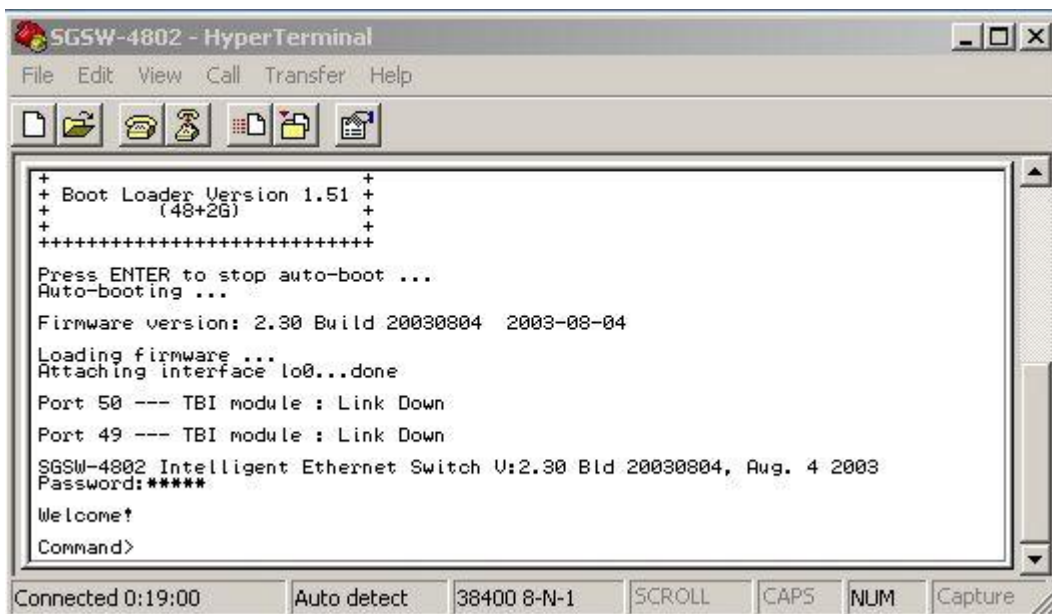 SGSW-4802 - HyperTerminal
File Edit View Call Transfer Help
+ +
+ Boot Loader Version 1.51 +
+ (48+2G) +
+ +
++++++++++++++++++++++++++++
Press ENTER to stop auto-boot ...
Auto-booting ...
Firmware version: 2.30 Build 20030804 2003-08-04
Loading firmware ...
Attaching interface lo0...done
Port 50 --- TBI module : Link Down
Port 49 --- TBI module : Link Down
SGSW-4802 Intelligent Ethernet Switch V:2.30 Bld 20030804, Aug. 4 2003
Password:*****
Welcome!
Command>
Connected 0:19:00 Auto detect 38400 8-N-1 SCROLL CAPS NUM Capture